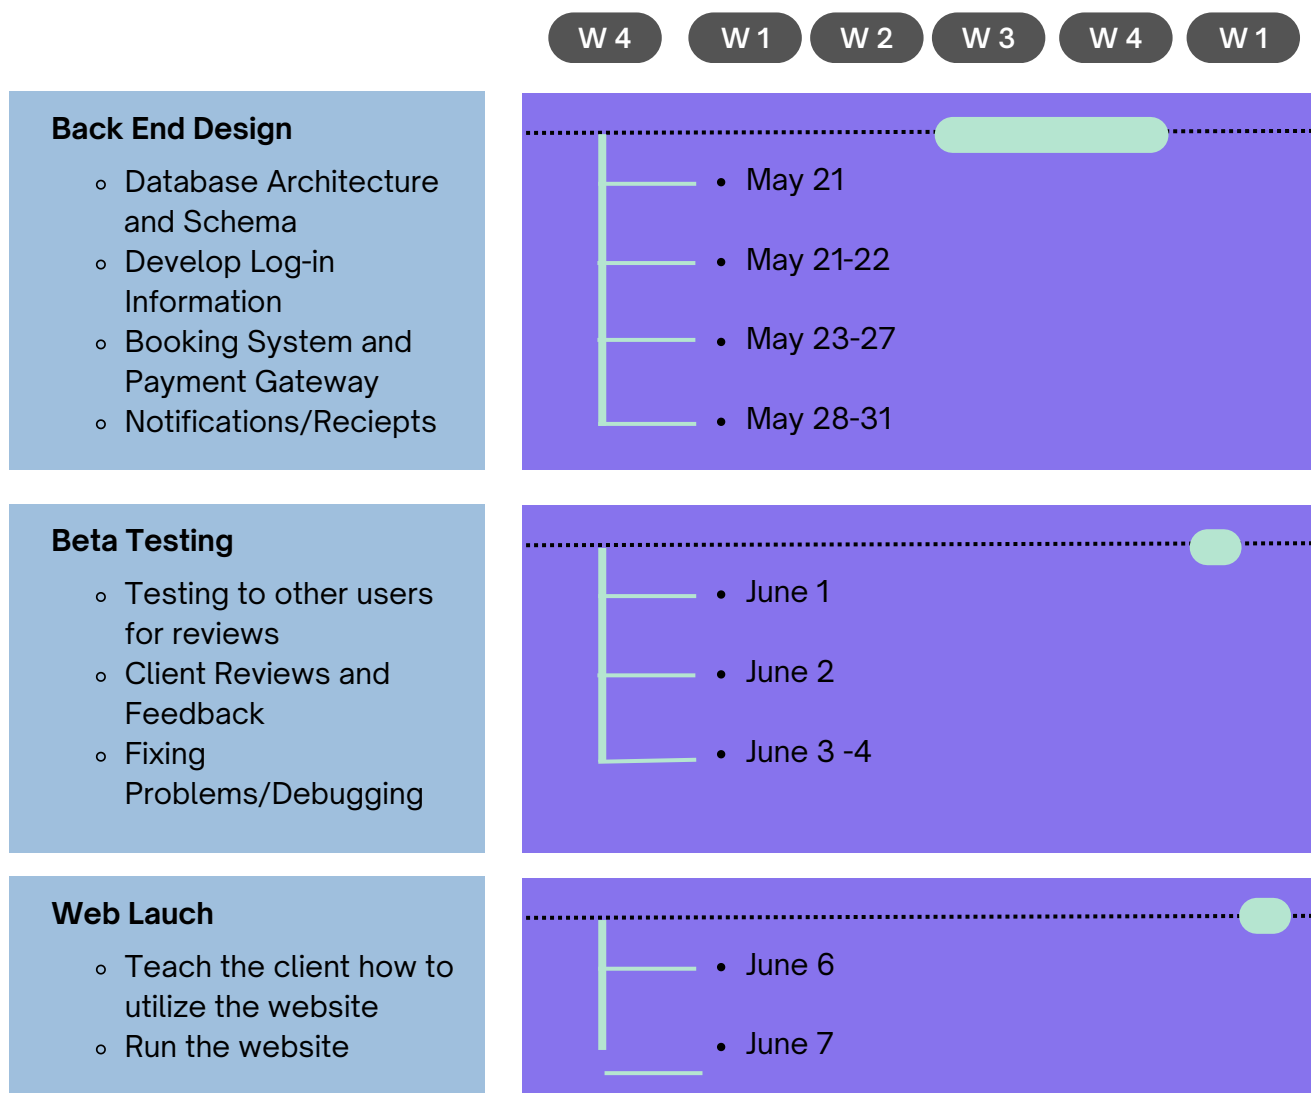 W 4 W 1 W 2 W 3 W 4 W 1
Back End Design
Database Architecture
and Schema
Develop Log-in
Information
Booking System and
Payment Gateway
Notifications/Reciepts
May 21
May 21-22
May 23-27
May 28-31
Beta Testing
Testing to other users
for reviews
Client Reviews and
Feedback
Fixing
Problems/Debugging
June 1
June 2
June 3 -4
Web Lauch
Teach the client how to
utilize the website
Run the website
June 6
June 7